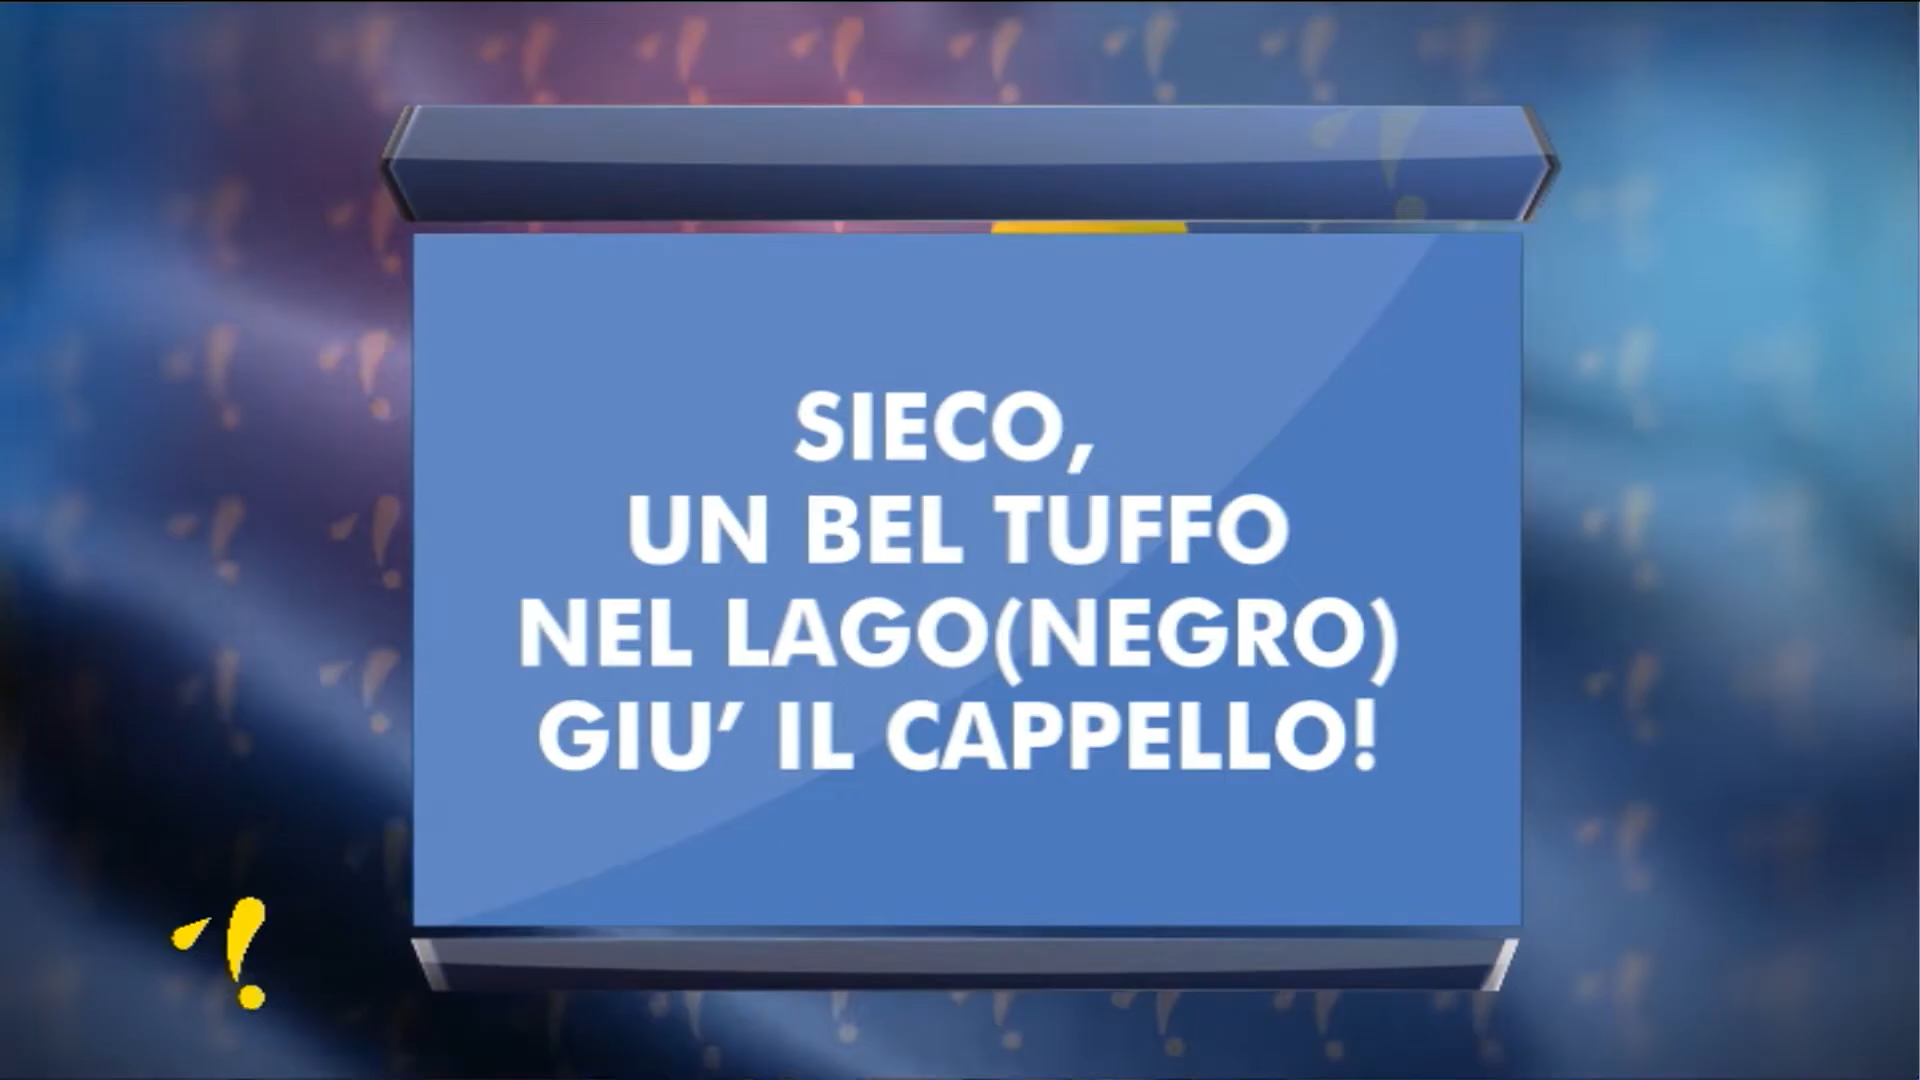 SIECO,
UN BEL TUFFO
NEL LAGO(NEGRO)
GIU’ IL CAPPELLO!